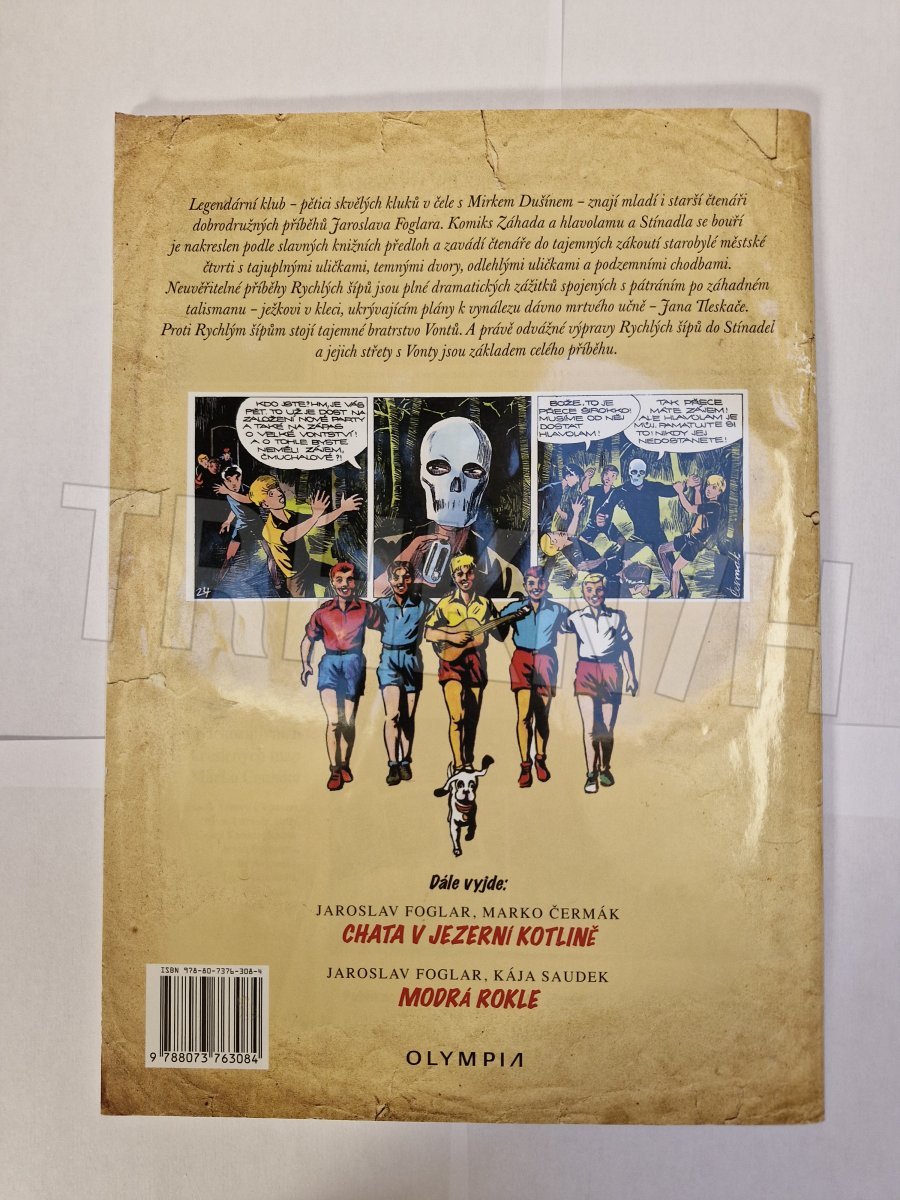 Legendární klub – pětici skvělých kluků v čele s Mirkem Dušínem – znají mladí i starší čtenáři
dobrodružných příběhů Jaroslava Foglara. Komiks Záhada a hlavolamu a Stínadla se bouří
je nakreslen podle slavných knižních předloh a zavádí čtenáře do tajemných zákoutí starobylé městské
čtvrti s tajuplnými uličkami, temnými dvory, odlehlými uličkami a podzemními chodbami.
Neuvěřitelné příběhy Rychlých šípů jsou plné dramatických zážitků spojených s pátráním po záhadném
talismanu – ježkovi v kleci, ukrývajícím plány k vynálezu dávno mrtvého učně – Jana Tleskače.
Proti Rychlým šípům stojí tajemné bratrstvo Vontů. A právě odvážné výpravy Rychlých šípů do Stínadel
a jejich střety s Vonty jsou základem celého příběhu.
KDO JSTE? HM, JE VÁS
PĚT. TO UŽ JE DOST NA
ZALOŽENÍ NOVÉ PARTY
A TAKÉ NA ZÁPAS
O VELKÉ VONTSTVÍ!
A O TOHLE BYSTE
NEMĚLI ZÁJEM,
ČMUCHALOVÉ?!
24
BOŽE, TO JE
PŘECE ŠIROKKO!
MUSÍME OD NĚJ
DOSTAT
HLAVOLAM!
TAK PŘECE
MÁTE ZÁJEM!
ALE HLAVOLAM JE
MŮJ. PAMATUJTE SI
TO! NIKDY JEJ
NEDOSTANETE!
čermák
Dále vyjde:
JAROSLAV FOGLAR, MARKO ČERMÁK
CHATA V JEZERNÍ KOTLINĚ
JAROSLAV FOGLAR, KÁJA SAUDEK
MODRÁ ROKLE
ISBN 978-80-7376-308-4
9 788073 763084
OLYMPIA